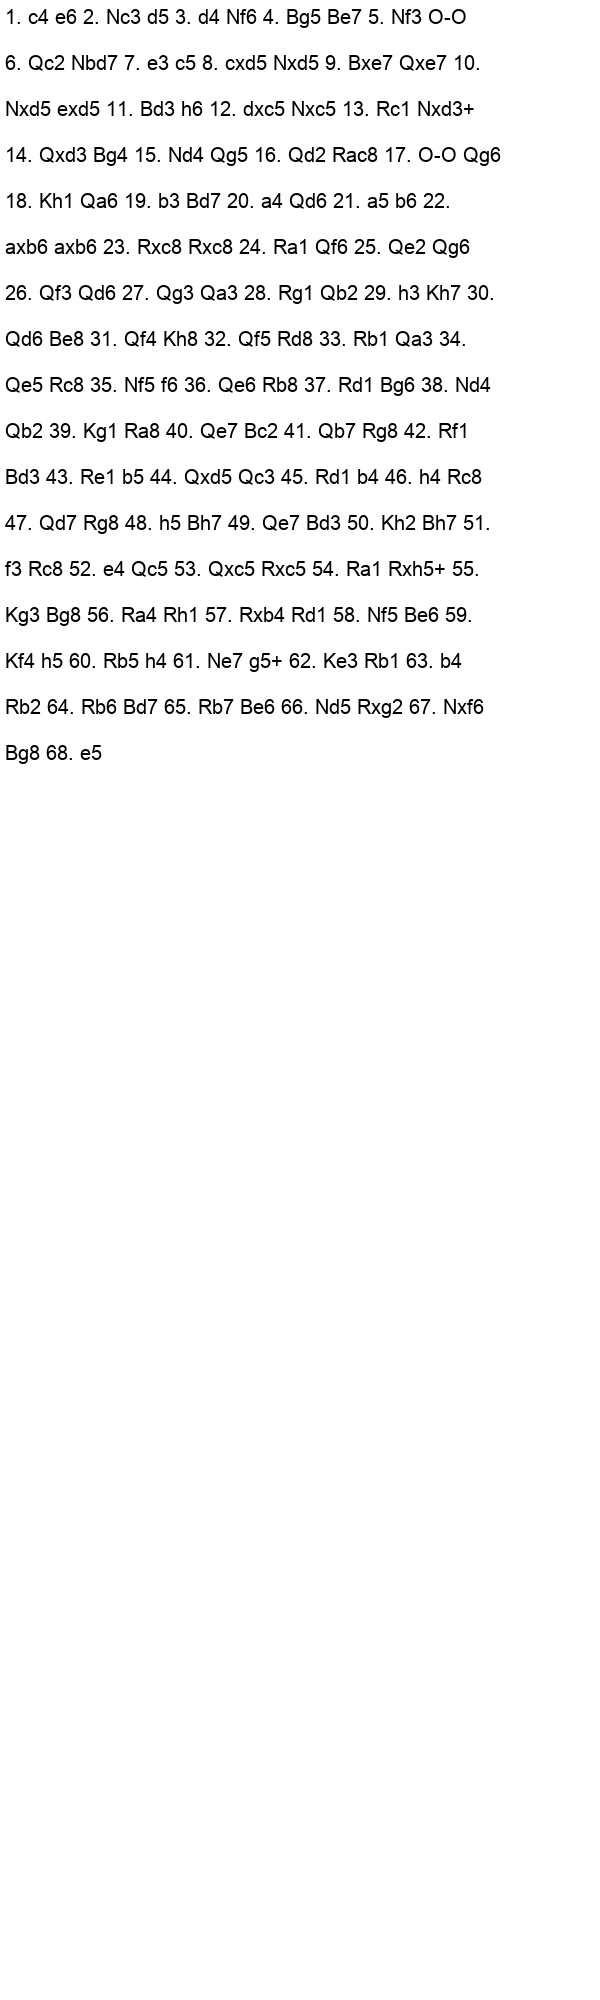 1. c4 e6 2. Nc3 d5 3. d4 Nf6 4. Bg5 Be7 5. Nf3 O-O
6. Qc2 Nbd7 7. e3 c5 8. cxd5 Nxd5 9. Bxe7 Qxe7 10.
Nxd5 exd5 11. Bd3 h6 12. dxc5 Nxc5 13. Rc1 Nxd3+
14. Qxd3 Bg4 15. Nd4 Qg5 16. Qd2 Rac8 17. O-O Qg6
18. Kh1 Qa6 19. b3 Bd7 20. a4 Qd6 21. a5 b6 22.
axb6 axb6 23. Rxc8 Rxc8 24. Ra1 Qf6 25. Qe2 Qg6
26. Qf3 Qd6 27. Qg3 Qa3 28. Rg1 Qb2 29. h3 Kh7 30.
Qd6 Be8 31. Qf4 Kh8 32. Qf5 Rd8 33. Rb1 Qa3 34.
Qe5 Rc8 35. Nf5 f6 36. Qe6 Rb8 37. Rd1 Bg6 38. Nd4
Qb2 39. Kg1 Ra8 40. Qe7 Bc2 41. Qb7 Rg8 42. Rf1
Bd3 43. Re1 b5 44. Qxd5 Qc3 45. Rd1 b4 46. h4 Rc8
47. Qd7 Rg8 48. h5 Bh7 49. Qe7 Bd3 50. Kh2 Bh7 51.
f3 Rc8 52. e4 Qc5 53. Qxc5 Rxc5 54. Ra1 Rxh5+ 55.
Kg3 Bg8 56. Ra4 Rh1 57. Rxb4 Rd1 58. Nf5 Be6 59.
Kf4 h5 60. Rb5 h4 61. Ne7 g5+ 62. Ke3 Rb1 63. b4
Rb2 64. Rb6 Bd7 65. Rb7 Be6 66. Nd5 Rxg2 67. Nxf6
Bg8 68. e5